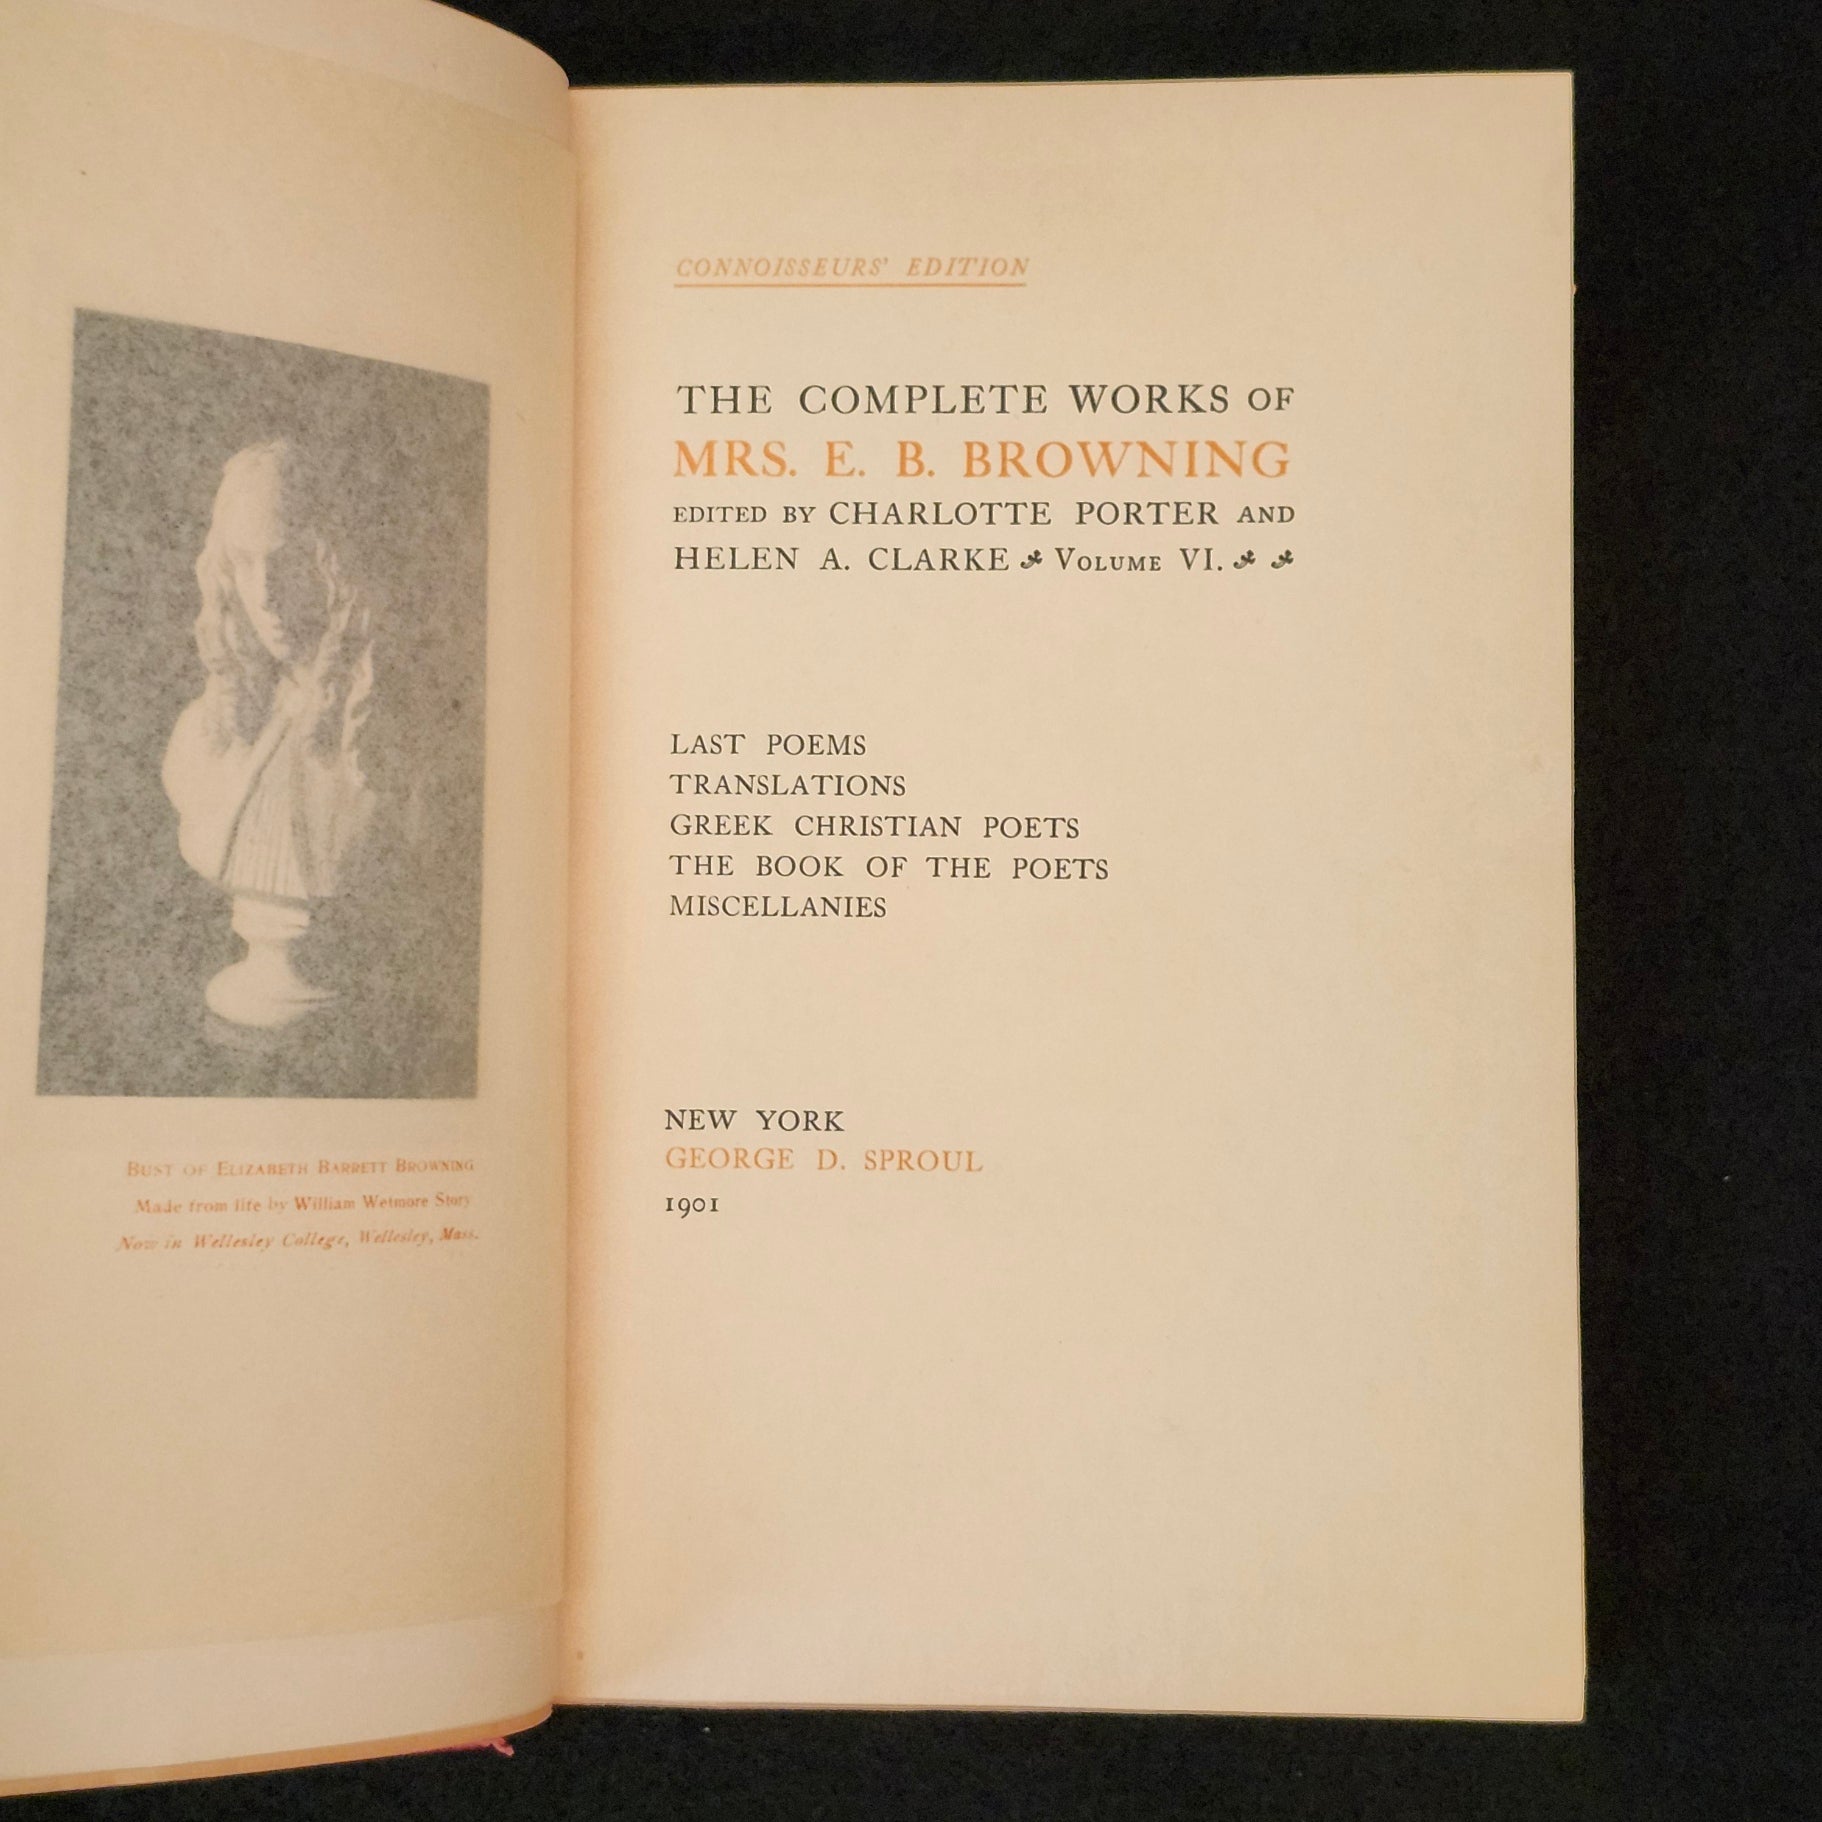 BUST OF ELIZABETH BARRETT BROWNING
Made from life by William Wetmore Story
Now in Wellesley College, Wellesley, Mass.
CONNOISSEURS' EDITION
THE COMPLETE WORKS OF
MRS. E. B. BROWNING
EDITED BY CHARLOTTE PORTER AND
HELEN A. CLARKE VOLUME VI.
LAST POEMS
TRANSLATIONS
GREEK CHRISTIAN POETS
THE BOOK OF THE POETS
MISCELLANIES
NEW YORK
GEORGE D. SPROUL
1901